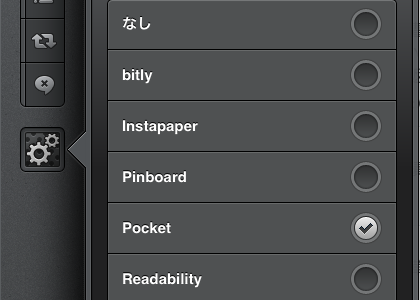 なし
bitly
Instapaper
Pinboard
Pocket
Readability